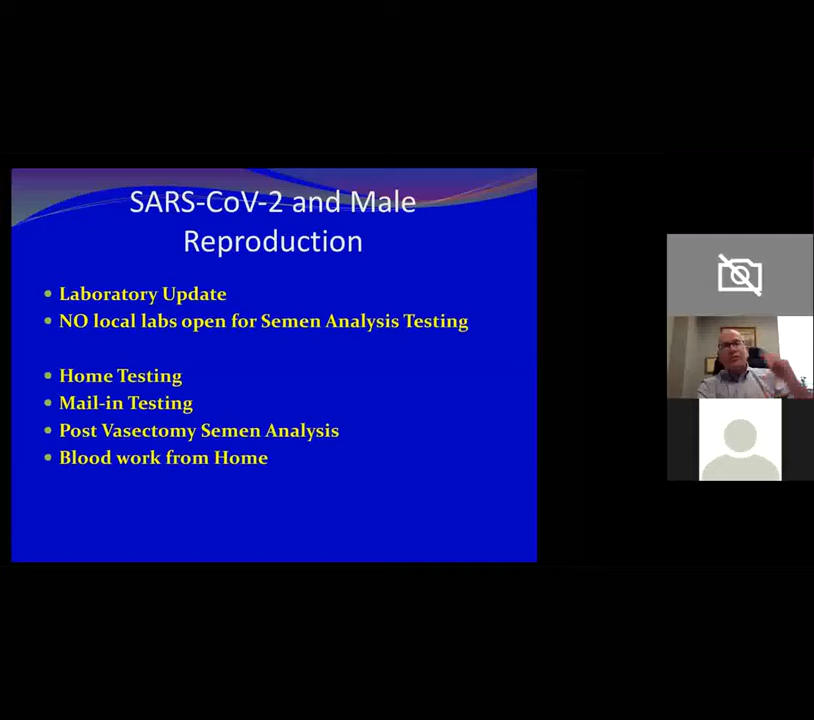 SARS-CoV-2 and Male
Reproduction
Laboratory Update
NO local labs open for Semen Analysis Testing
Home Testing
Mail-in Testing
Post Vasectomy Semen Analysis
Blood work from Home